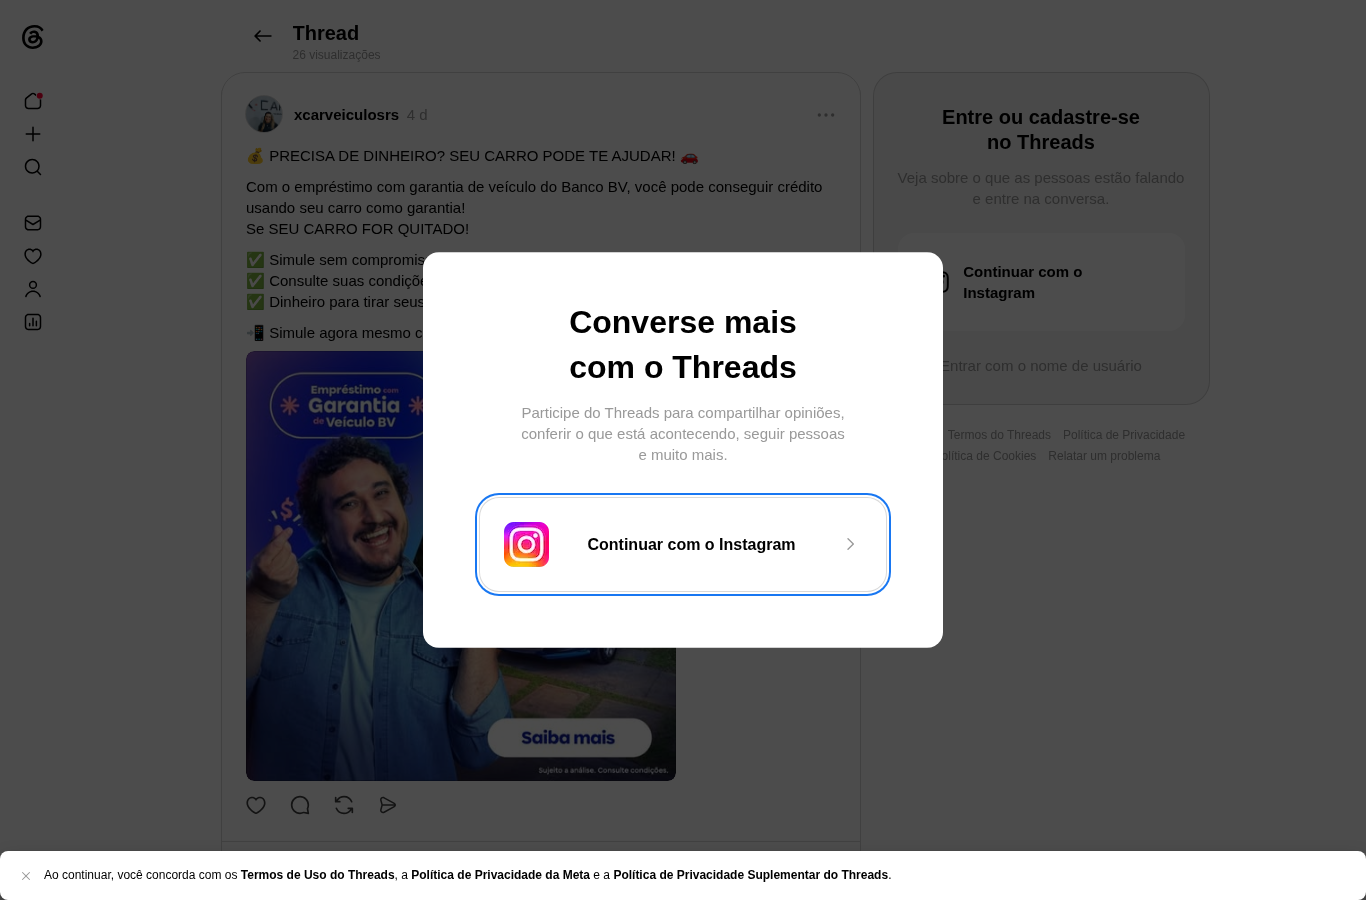 Thread
26 visualizações
xcarveiculosrs 4 d
💰 PRECISA DE DINHEIRO? SEU CARRO PODE TE AJUDAR! 🚗
Com o empréstimo com garantia de veículo do Banco BV, você pode conseguir crédito
usando seu carro como garantia!
Se SEU CARRO FOR QUITADO!
✅ Simule sem
✅ Consulte suas
✅ Dinheiro para tirar seus
📲 Simule agora mesmo
Empréstimo com
Garantia
de Veículo BV
Saiba mais
Sujeito a análise. Consulte condições.
Entre ou cadastre-se
no Threads
Veja sobre o que as pessoas estão falando
e entre na conversa.
Continuar com o
Instagram
Entrar com o nome de usuário
Termos do Threads Política de Privacidade
de Cookies Relatar um problema
Converse mais
com o Threads
Participe do Threads para compartilhar opiniões,
conferir o que está acontecendo, seguir pessoas
e muito mais.
Continuar com o Instagram
Ao continuar, você concorda com os Termos de Uso do Threads, a Política de Privacidade da Meta e a Política de Privacidade Suplementar do Threads.